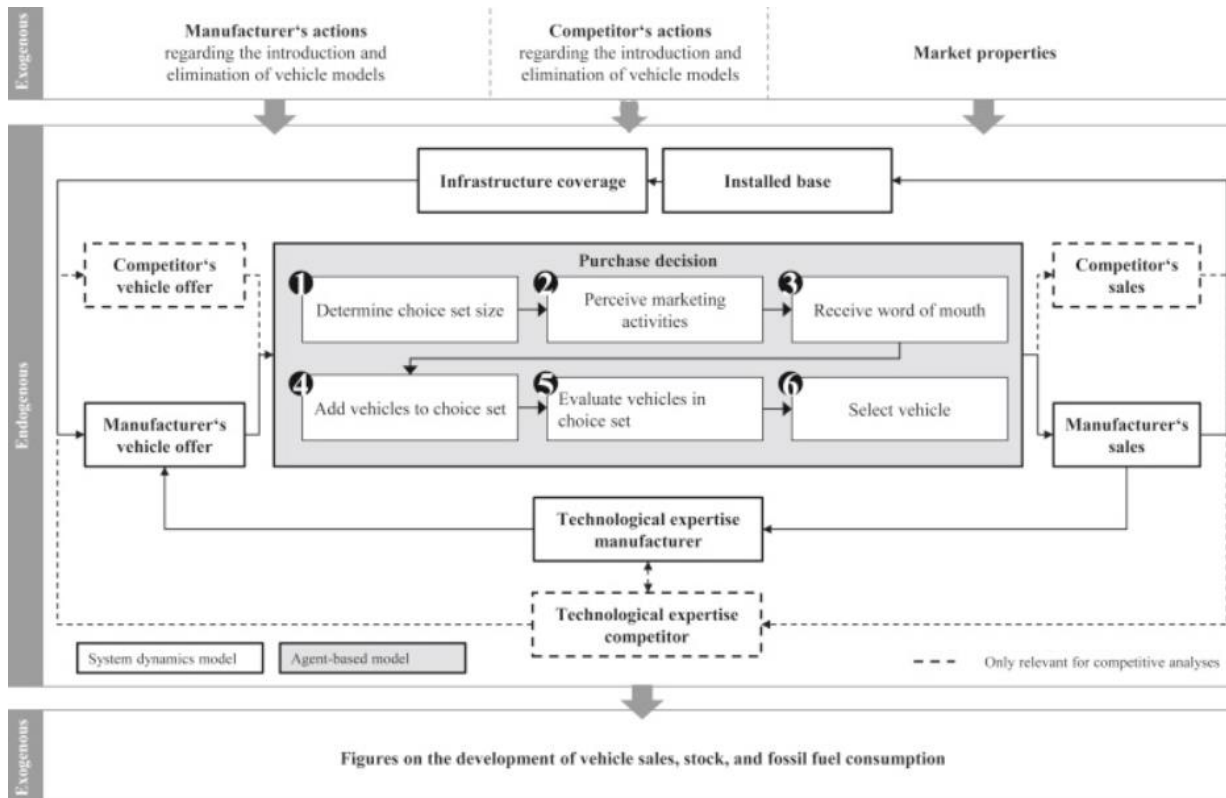 Exogenous
Manufacturer‘s actions
regarding the introduction and
elimination of vehicle models
Competitor‘s actions
regarding the introduction and
elimination of vehicle models
Market properties
Endogenous
Infrastructure coverage
Installed base
Competitor‘s
vehicle offer
Purchase decision
Competitor‘s
sales
1
Determine choice set size
2
Perceive marketing
activities
3
Receive word of mouth
4
Add vehicles to choice set
5
Evaluate vehicles in
choice set
6
Select vehicle
Manufacturer‘s
vehicle offer
Manufacturer‘s
sales
Technological expertise
manufacturer
Technological expertise
competitor
System dynamics model
Agent-based model
Only relevant for competitive analyses
Exogenous
Figures on the development of vehicle sales, stock, and fossil fuel consumption